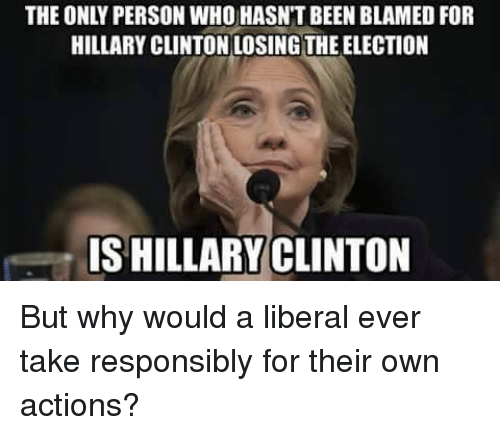 THE ONLY PERSON WHO HASN'T BEEN BLAMED FOR
HILLARY CLINTON LOSING THE ELECTION
IS HILLARY CLINTON
But why would a liberal ever
take responsibly for their own
actions?